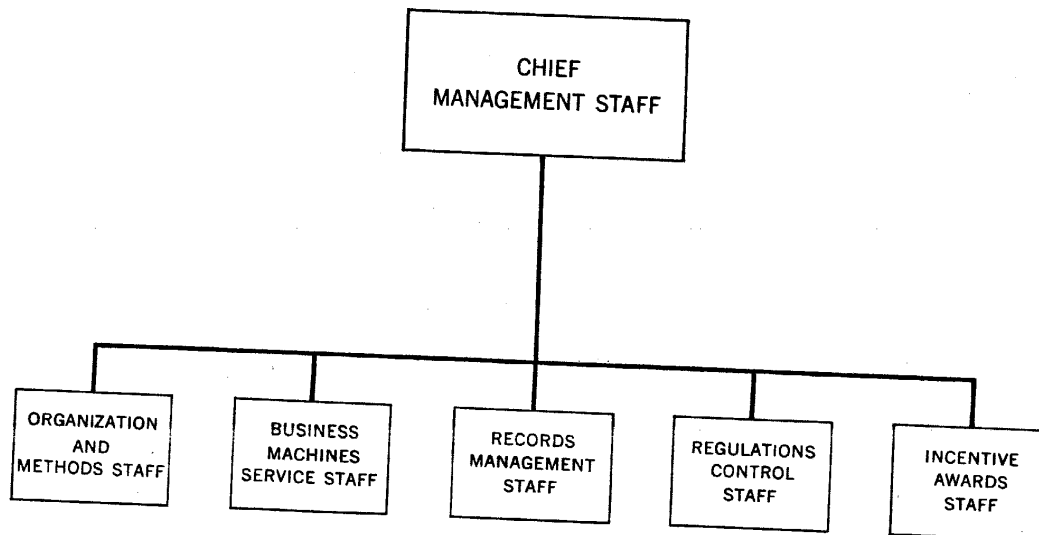 CHIEF
MANAGEMENT STAFF
ORGANIZATION
AND
METHODS STAFF
BUSINESS
MACHINES
SERVICE STAFF
RECORDS
MANAGEMENT
STAFF
REGULATIONS
CONTROL
STAFF
INCENTIVE
AWARDS
STAFF